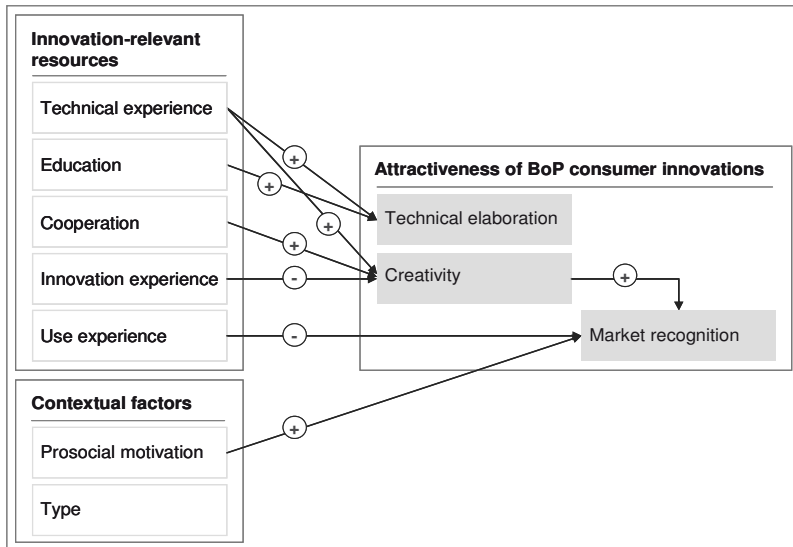 Innovation-relevant
resources
Technical experience
Education
Cooperation
Innovation experience
Use experience
Contextual factors
Prosocial motivation
Type
+
+
+
+
-
-
+
Attractiveness of BoP consumer innovations
Technical elaboration
Creativity
+
Market recognition